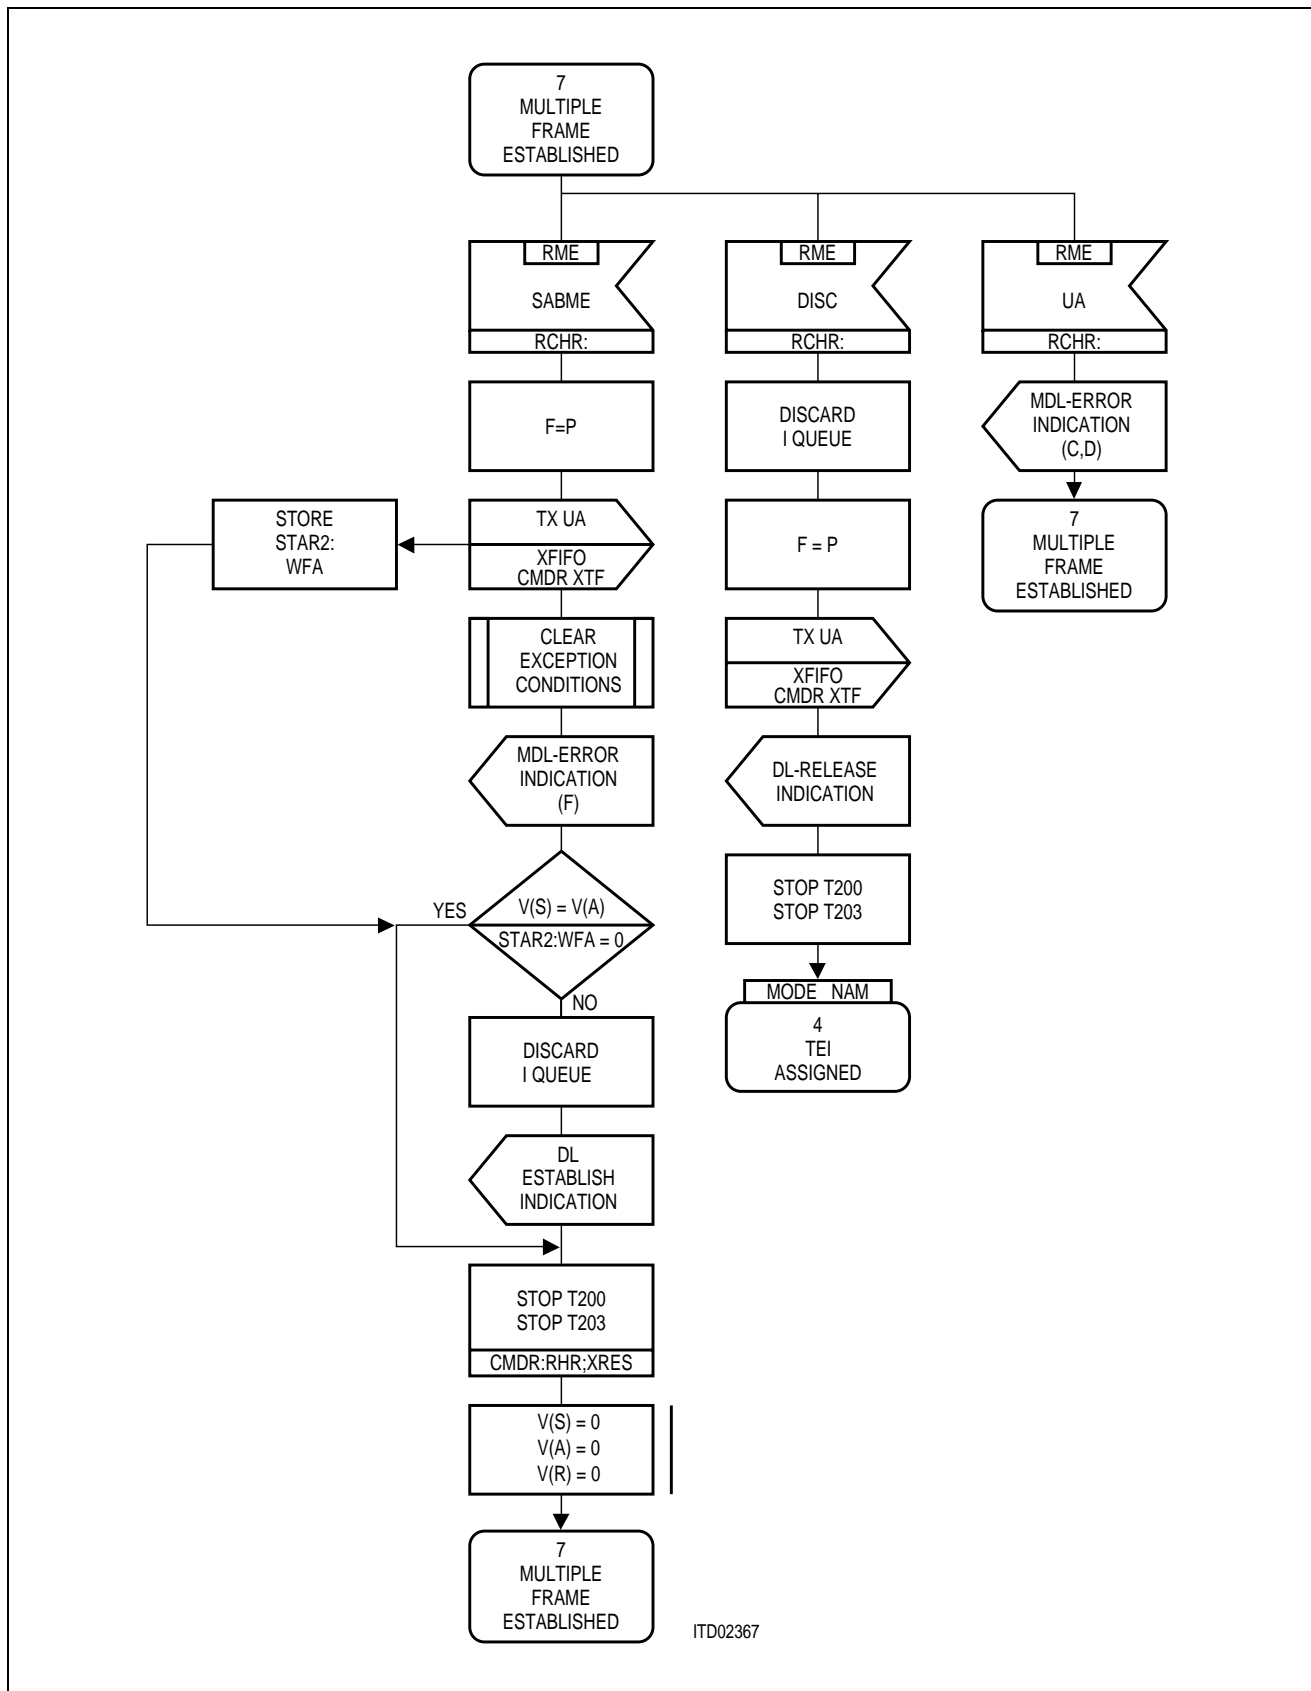 7
MULTIPLE
FRAME
ESTABLISHED
RME
SABME
RCHR:
F=P
TX UA
XFIFO
CMDR XTF
STORE
STAR2:
WFA
CLEAR
EXCEPTION
CONDITIONS
MDL-ERROR
INDICATION
(F)
V(S) = V(A)
STAR2:WFA = 0
YES
NO
DISCARD
I QUEUE
DL
ESTABLISH
INDICATION
STOP T200
STOP T203
CMDR:RHR;XRES
V(S) = 0
V(A) = 0
V(R) = 0
7
MULTIPLE
FRAME
ESTABLISHED
RME
DISC
RCHR:
DISCARD
I QUEUE
F = P
TX UA
XFIFO
CMDR XTF
DL-RELEASE
INDICATION
STOP T200
STOP T203
MODE NAM
4
TEI
ASSIGNED
RME
UA
RCHR:
MDL-ERROR
INDICATION
(C,D)
7
MULTIPLE
FRAME
ESTABLISHED
ITD02367